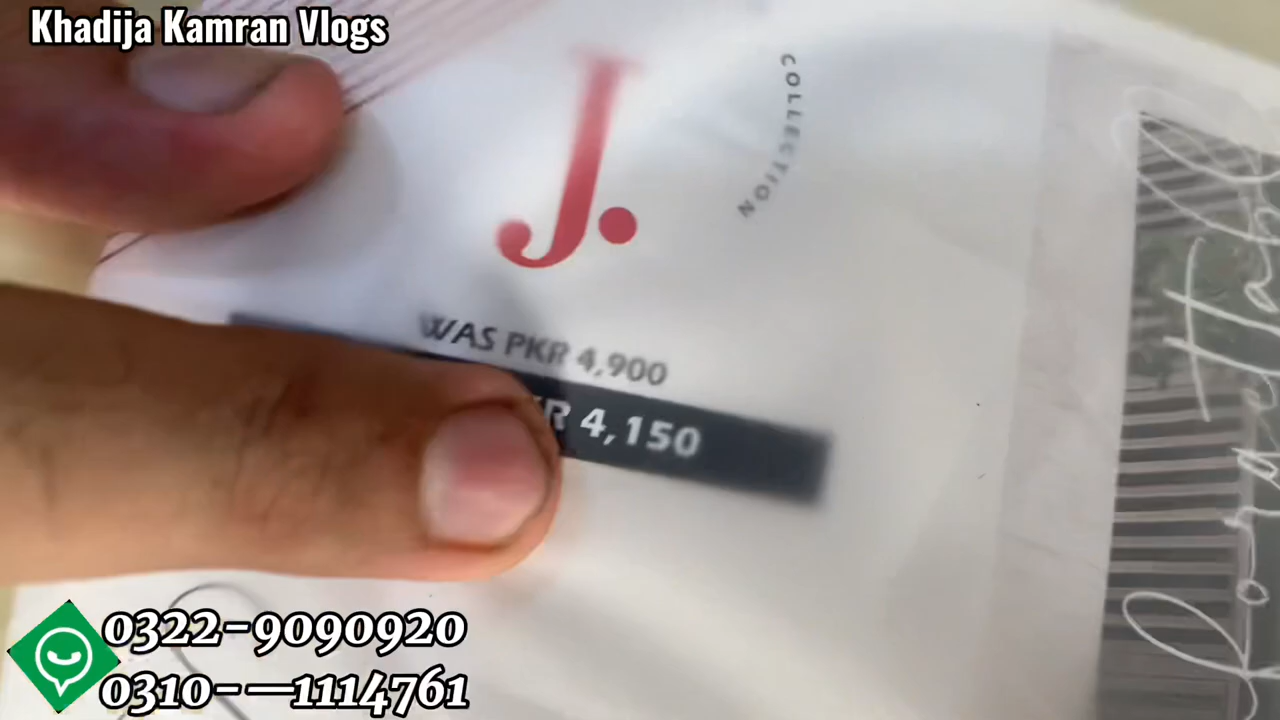 Khadija Kamran Vlogs
COLLECTION
J.
WAS PKR 4,900
R 4,150
0322-9090920
0310-—1114761